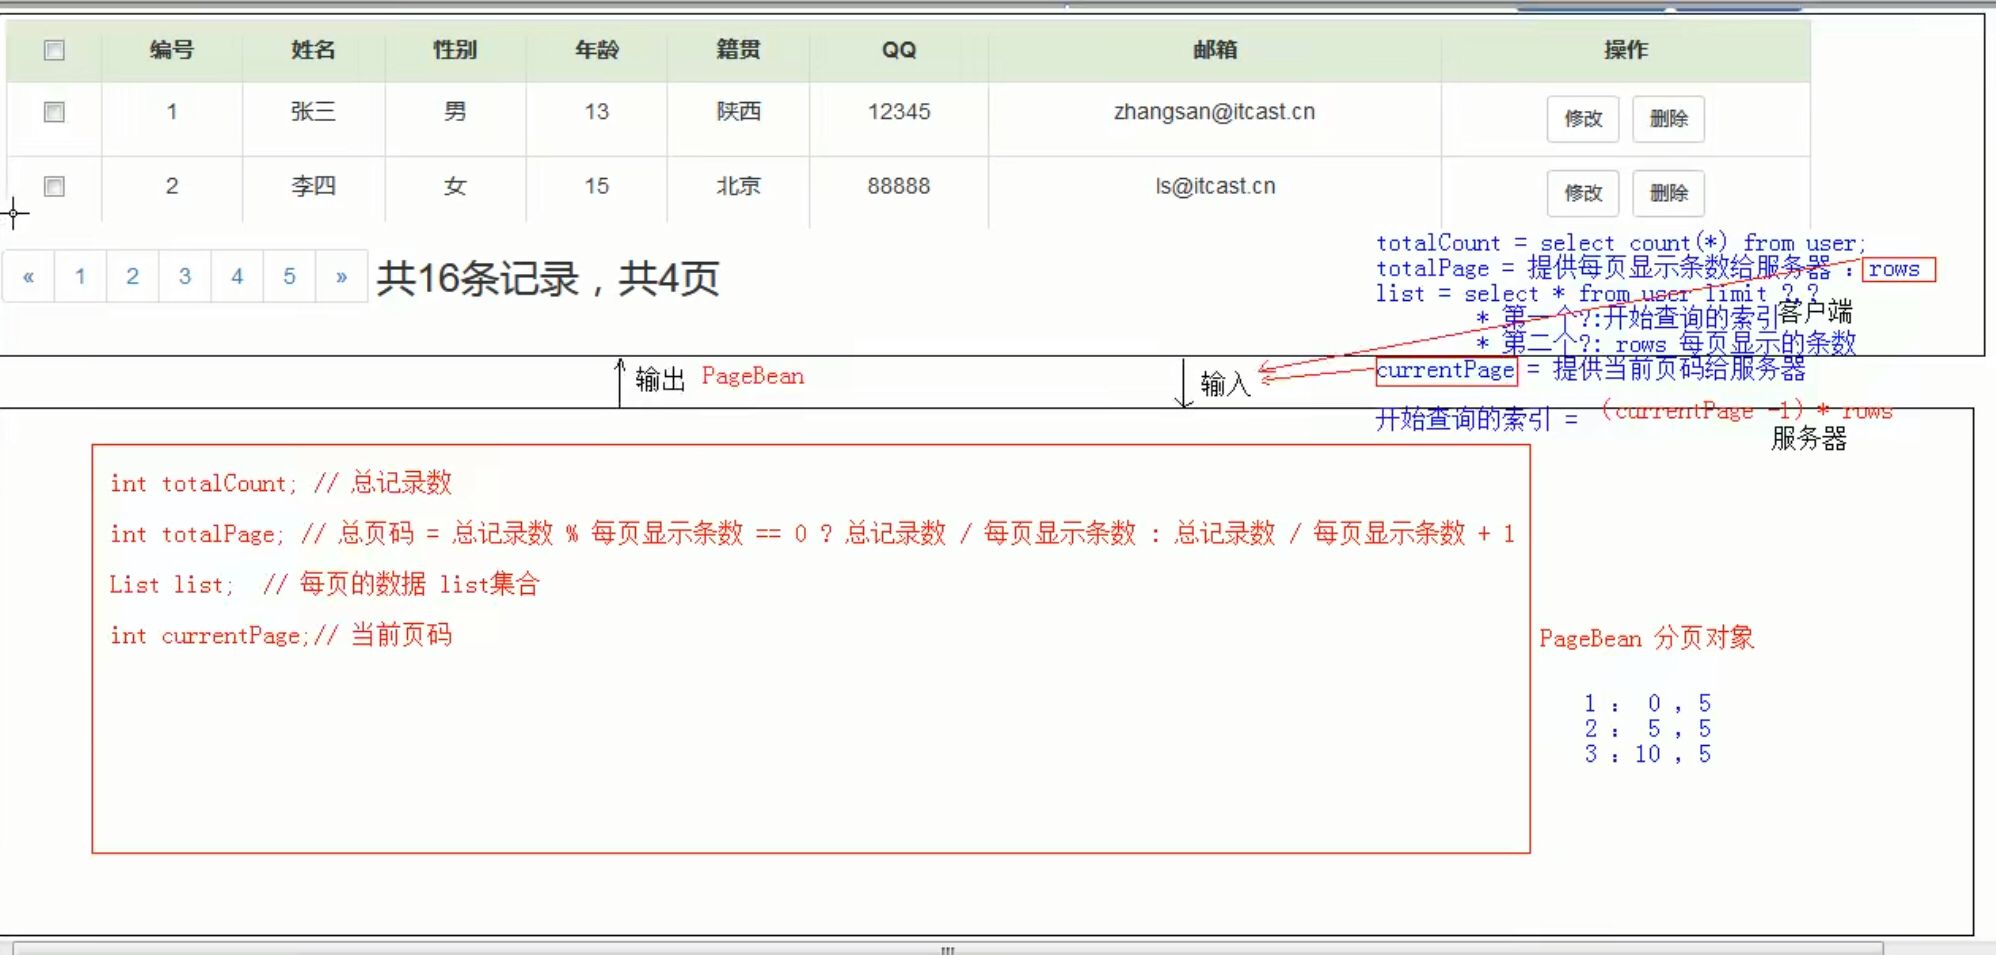 编号 姓名 性别 年龄 籍贯 QQ 邮箱 操作
1 张三 男 13 陕西 12345 zhangsan@itcast.cn 修改 删除
2 李四 女 15 北京 88888 ls@itcast.cn 修改 删除
« 1 2 3 4 5 » 共16条记录，共4页
totalCount = select count(*) from user;
totalPage = 提供每页显示条数给服务器 : rows
list = select * from user limit ?,?
* 第一个?:开始查询的索引
客户端
* 第二个?: rows 每页显示的条数
currentPage = 提供当前页码给服务器
输出 PageBean
输入
开始查询的索引 = (currentPage -1) * rows
服务器
int totalCount; // 总记录数
int totalPage; // 总页码 = 总记录数 % 每页显示条数 == 0 ? 总记录数 / 每页显示条数 : 总记录数 / 每页显示条数 + 1
List list; // 每页的数据 list集合
int currentPage;// 当前页码
PageBean 分页对象
1 : 0 , 5
2 : 5 , 5
3 : 10 , 5